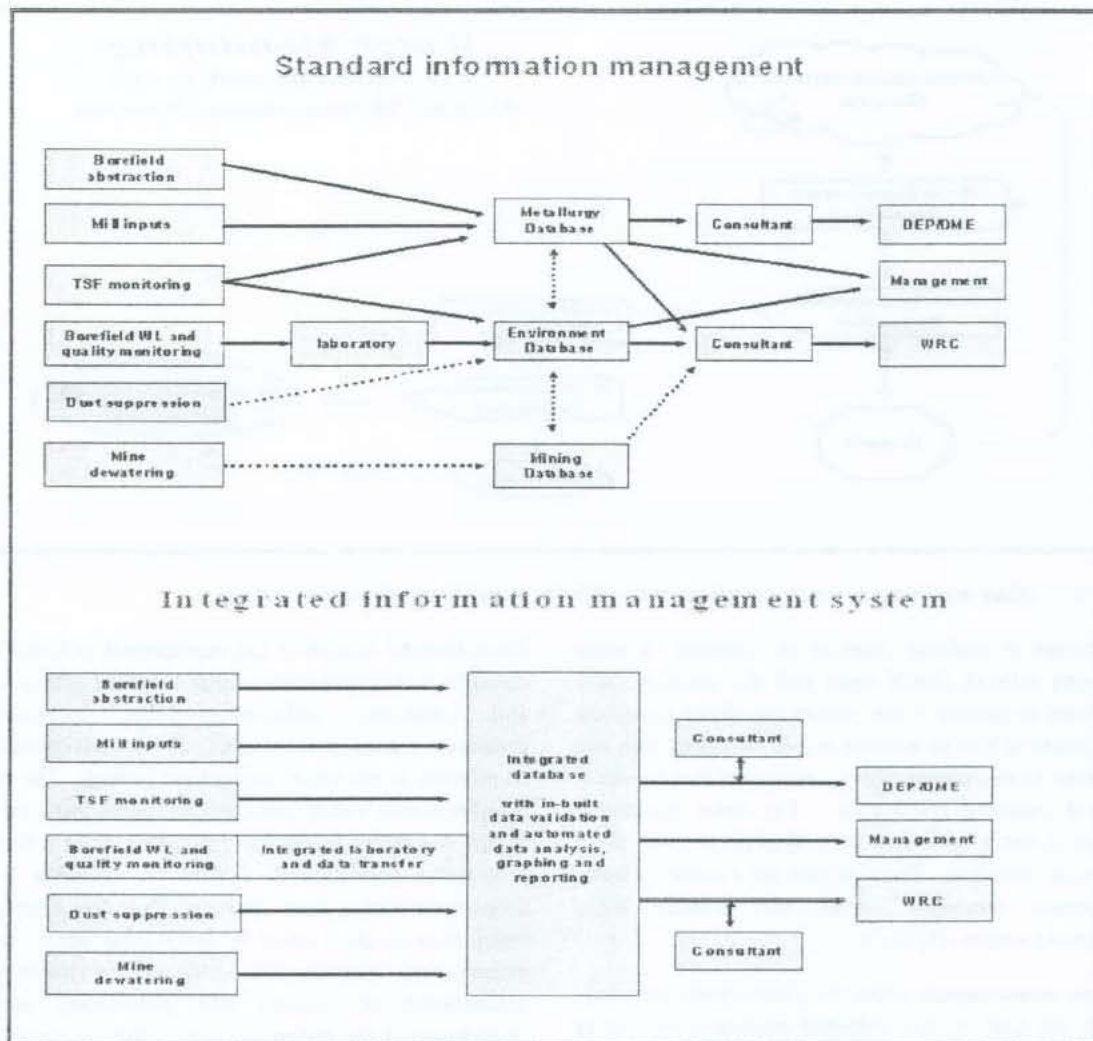 Standard information management
Borefield
abstraction
Mill inputs
TSF monitoring
Borefield WL and
quality monitoring
Dust suppression
Mine
dewatering
laboratory
Metallurgy
Database
Environment
Database
Mining
Database
Consultant
Consultant
DEP/DME
Management
WRC
Integrated information management system
Borefield
abstraction
Mill inputs
TSF monitoring
Borefield WL and
quality monitoring
Dust suppression
Mine
dewatering
Integrated laboratory
and data transfer
Integrated
database
with in-built
data validation
and automated
data analysis,
graphing and
reporting
Consultant
Consultant
DEP/DME
Management
WRC